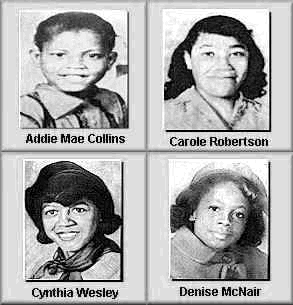 Addie Mae Collins
Carole Robertson
Cynthia Wesley
Denise McNair